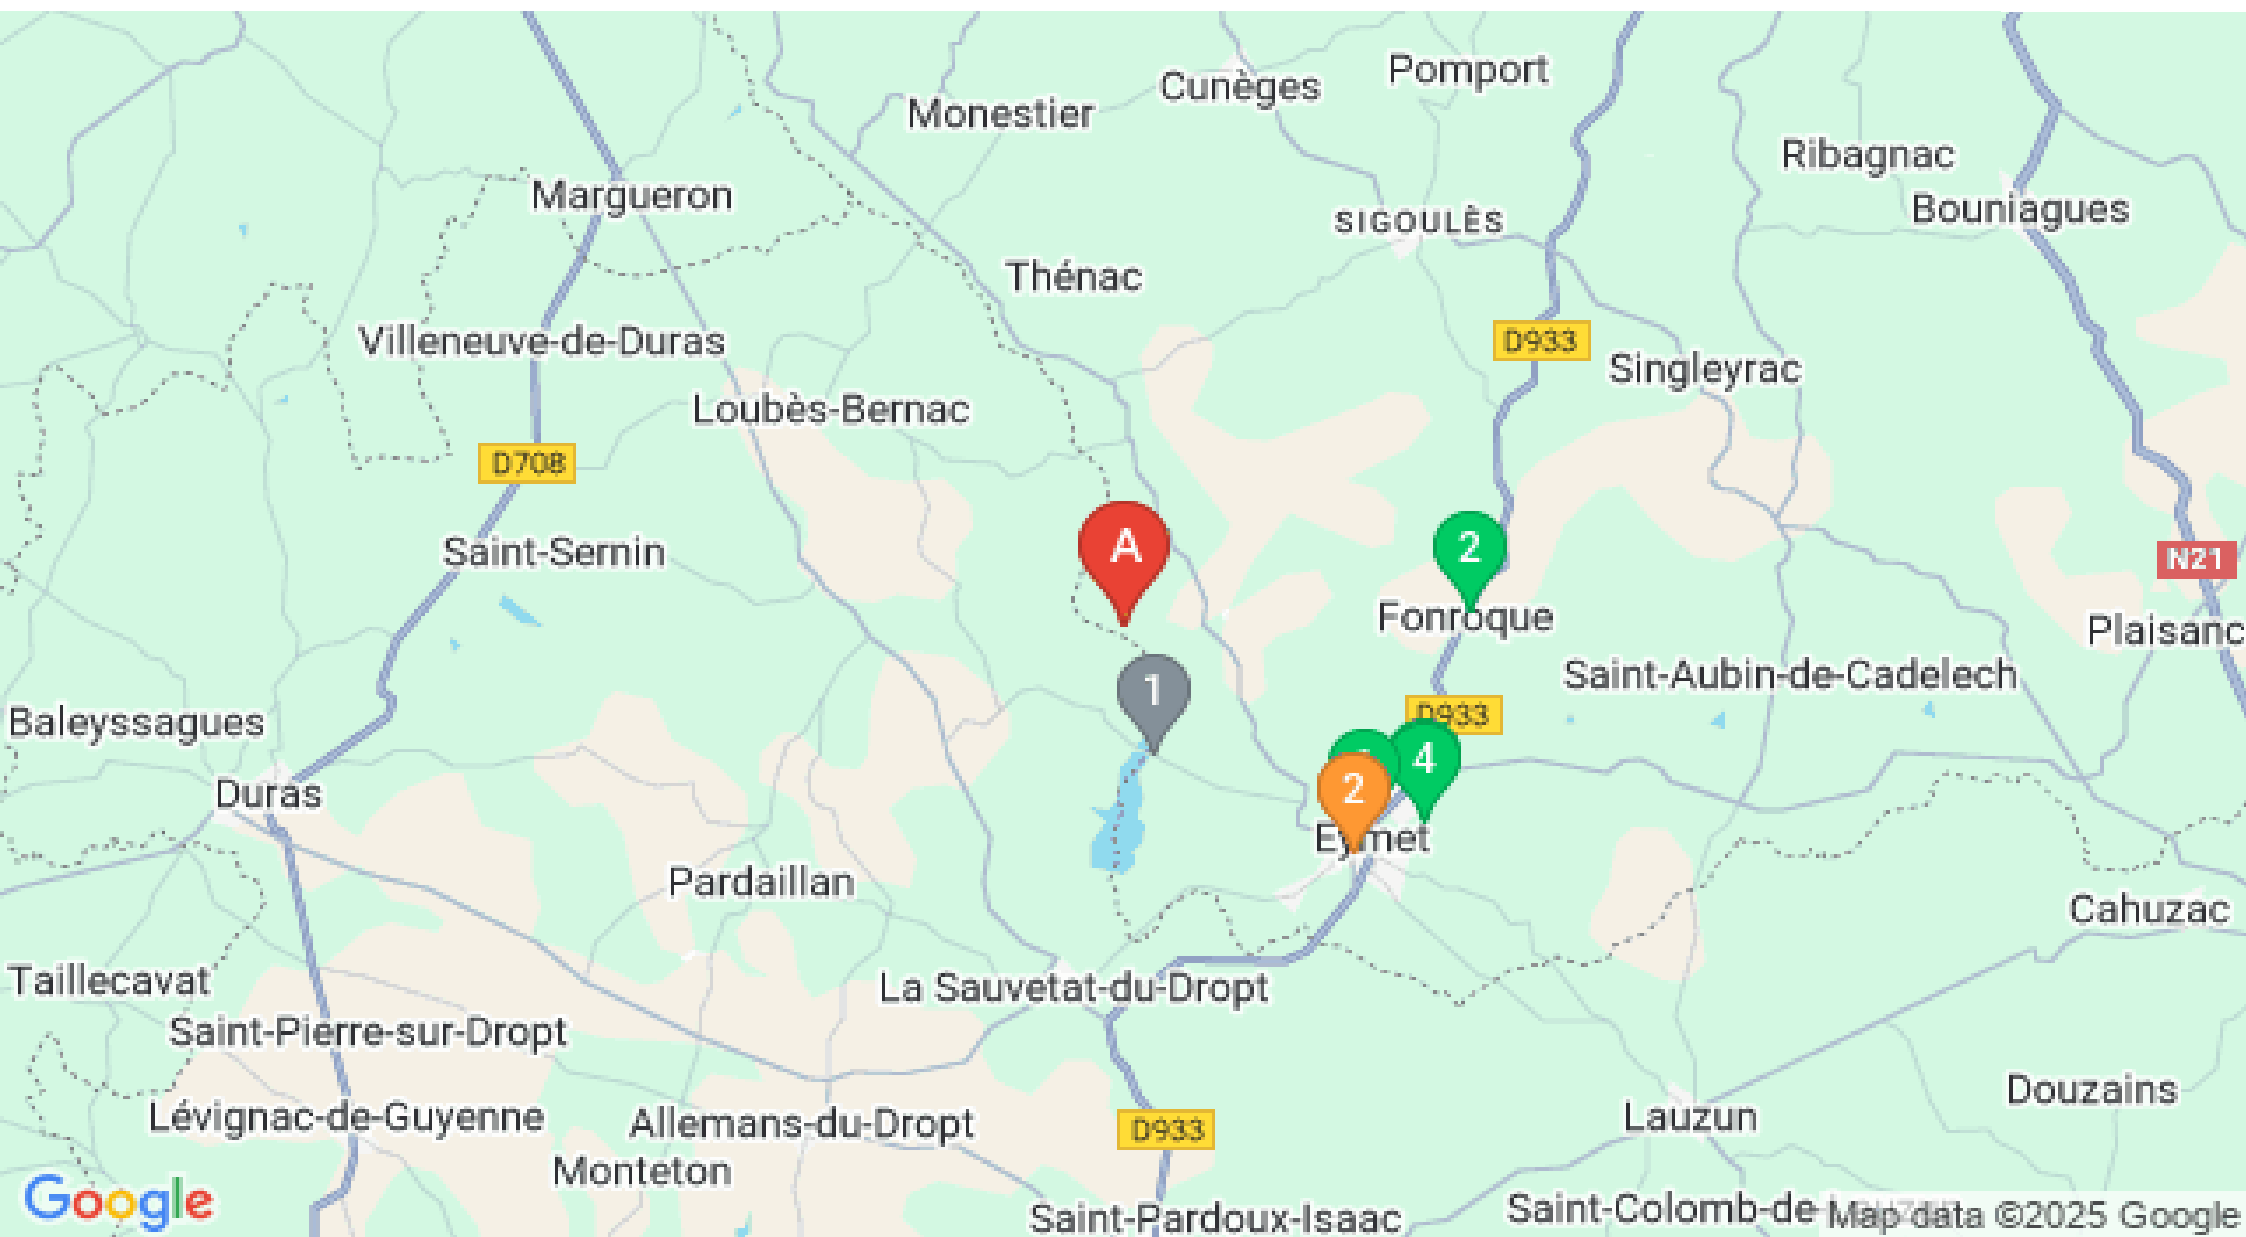 Pomport
Cunèges
Monestier
Ribagnac
Margueron
Bouniagues
SIGOULÈS
Thénac
D933
Villeneuve-de-Duras
Singleyrac
Loubès-Bernac
D708
A
2
Saint-Sernin
N21
Fonroque
Plaisanc
Saint-Aubin-de-Cadelech
1
D933
Baleyssagues
4
2
Duras
Eymet
Pardaillan
Cahuzac
Taillecavat
La Sauvetat-du-Dropt
Saint-Pierre-sur-Dropt
Douzains
Lévignac-de-Guyenne
Allemans-du-Dropt
Lauzun
D933
Monteton
Google
Saint-Pardoux-Isaac
Saint-Colomb-de-
Map data ©2025 Google